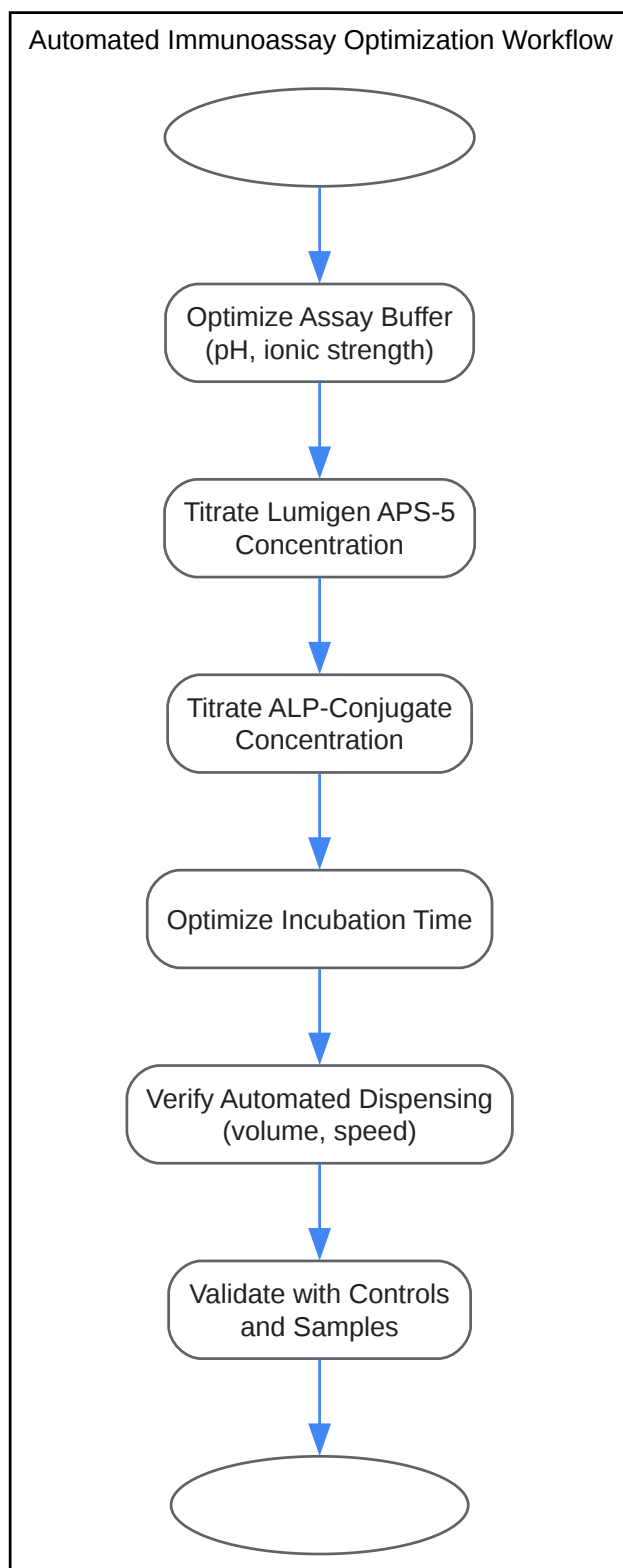 Automated Immunoassay Optimization Workflow
Optimize Assay Buffer
(pH, ionic strength)
Titrate Lumigen APS-5
Concentration
Titrate ALP-Conjugate
Concentration
Optimize Incubation Time
Verify Automated Dispensing
(volume, speed)
Validate with Controls
and Samples